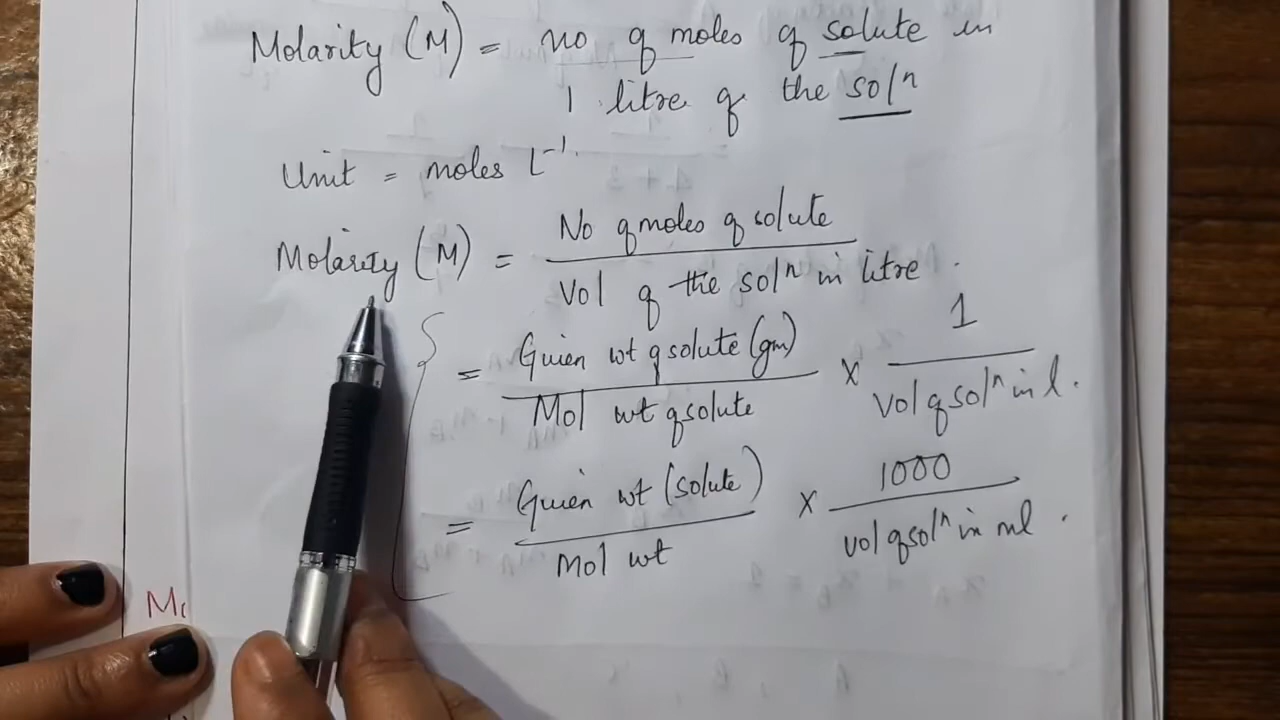 Molarity (M) = no of moles of solute in
1 litre of the solⁿ
Unit = moles L⁻¹.
Molarity (M) = No of moles of solute
Vol of the solⁿ in litre.
= Given wt of solute (gm) × 1
Mol wt of solute Vol of solⁿ in l.
= Given wt (solute) × 1000
Mol wt vol of solⁿ in ml.